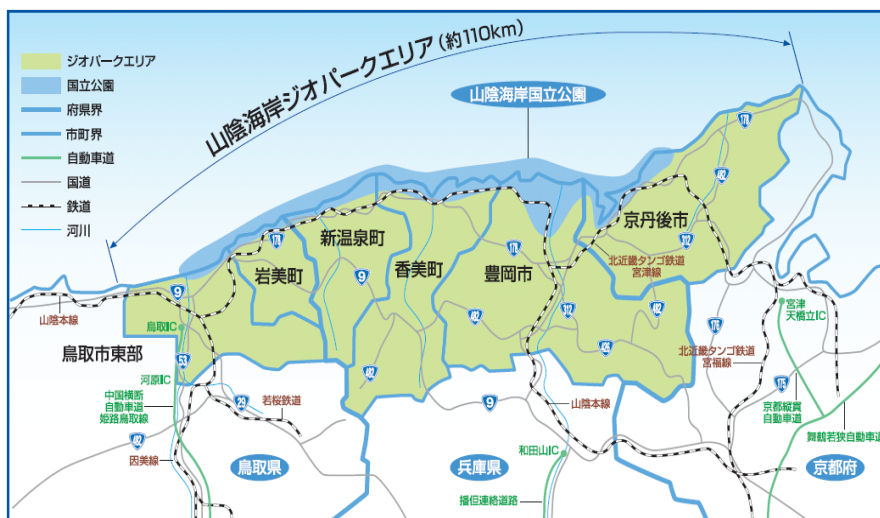 山陰海岸ジオパークエリア(約110km)
ジオパークエリア
国立公園
府県界
市町界
自動車道
国道
鉄道
河川
山陰海岸国立公園
178
482
京丹後市
312
新温泉町
178
岩美町
香美町
178
豊岡市
北近畿タンゴ鉄道
宮津線
9
9
山陰本線
鳥取IC
482
312
482
宮津
天橋立IC
176
鳥取市東部
53
426
北近畿タンゴ鉄道
宮福線
河原IC
482
中国横断
自動車道
姫路鳥取線
29
若桜鉄道
9
山陰本線
175
京都縦貫
自動車道
482
因美線
和田山IC
舞鶴若狭自動車道
鳥取県
兵庫県
京都府
播但連絡道路